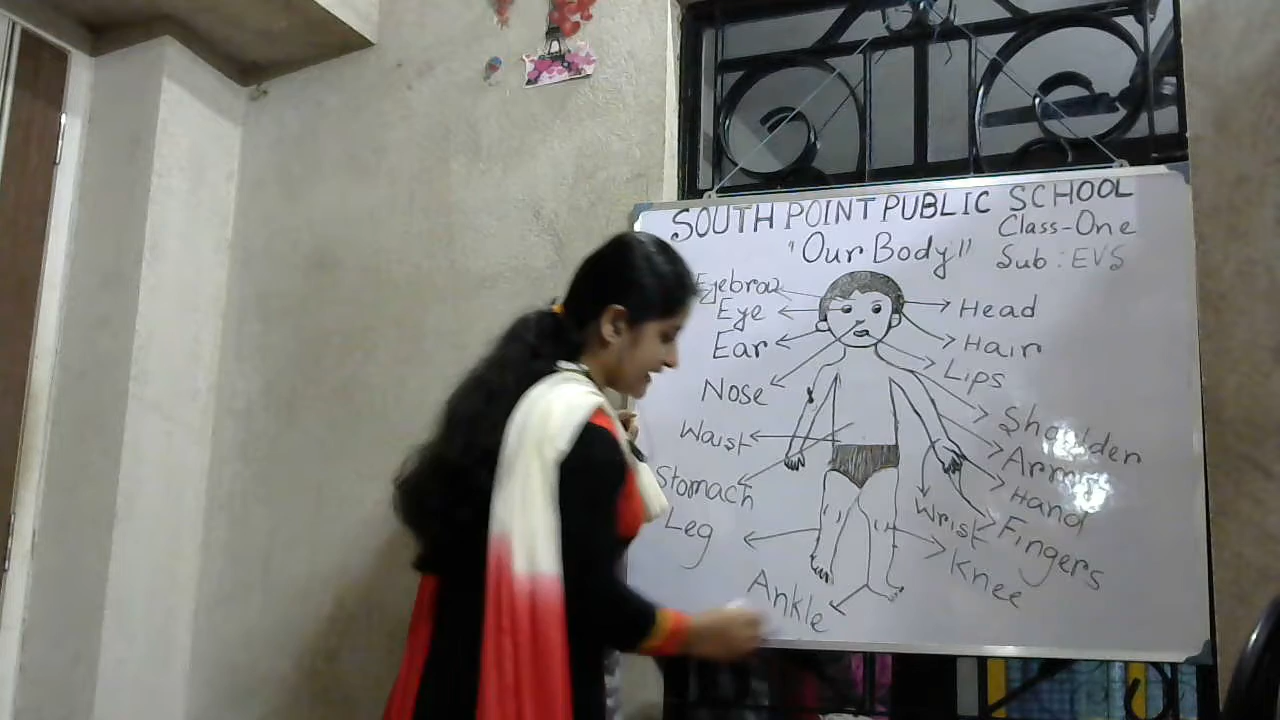 SOUTH POINT PUBLIC SCHOOL
Class-One
"Our Body"
Sub : EVS
Eyebrow
Eye
Ear
Nose
Waist
Stomach
Leg
Ankle
Head
Hair
Lips
Shoulden
Arm
Hand
Wrist
Fingers
Knee